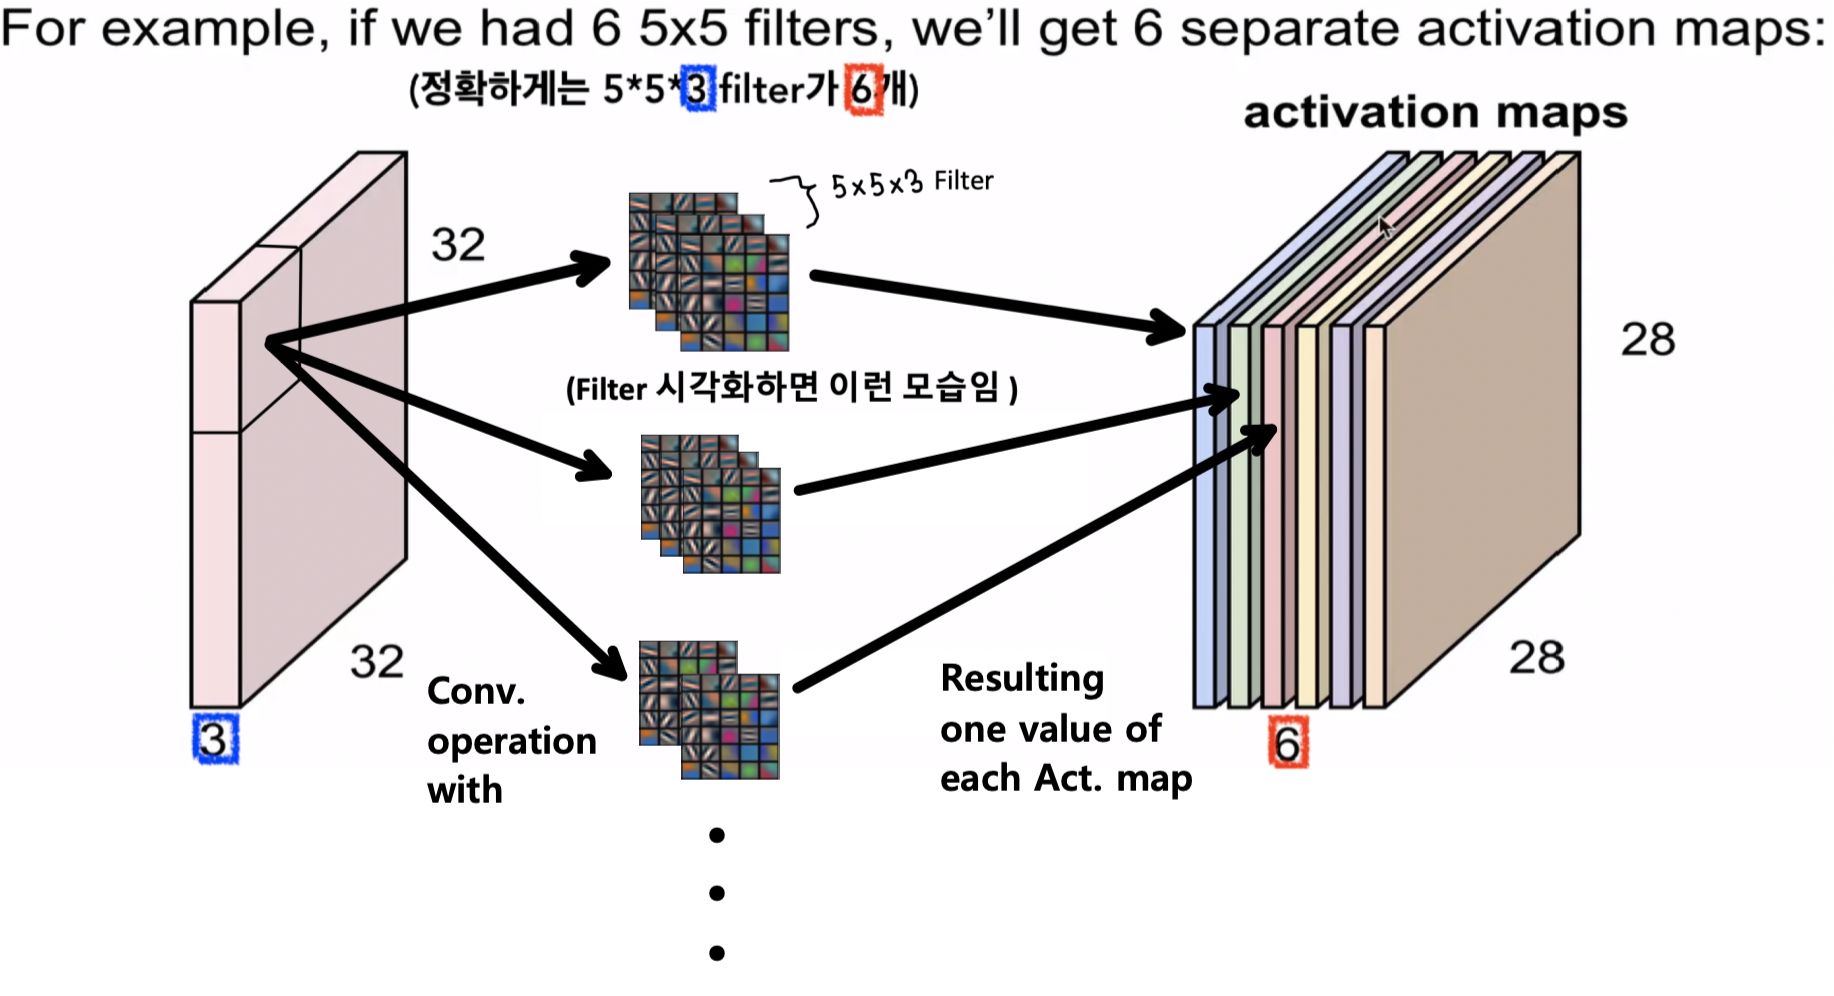 For example, if we had 6 5x5 filters, we'll get 6 separate activation maps:
(정확하게는 5*5*3 filter가 6개)
activation maps
5x5x3 Filter
32
28
(Filter 시각화하면 이런 모습임 )
32
28
3
Conv.
operation
with
Resulting
one value of
each Act. map
6